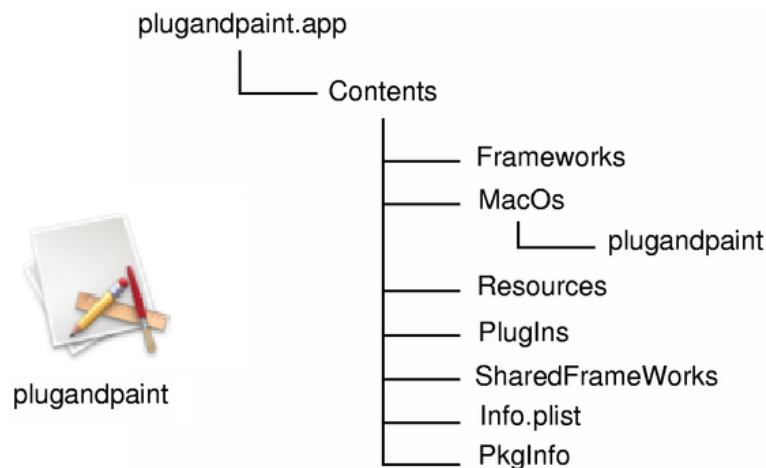 plugandpaint.app
Contents
Frameworks
MacOs
plugandpaint
Resources
PlugIns
SharedFrameWorks
Info.plist
PkgInfo
plugandpaint